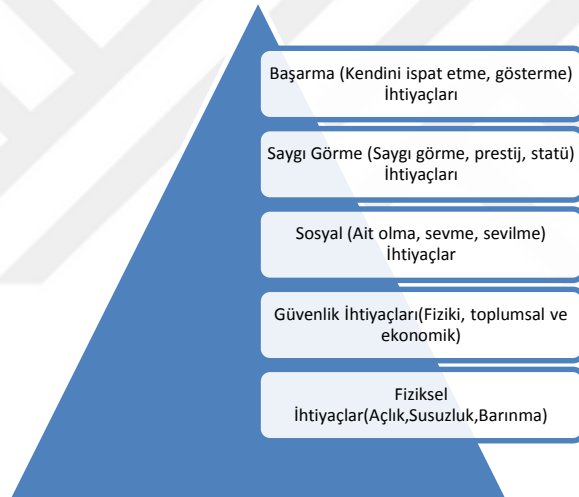 Başarma (Kendini ispat etme, gösterme)
İhtiyaçları
Saygı Görme (Saygı görme, prestij, statü)
İhtiyaçları
Sosyal (Ait olma, sevme, sevilme)
İhtiyaçlar
Güvenlik İhtiyaçları(Fiziki, toplumsal ve
ekonomik)
Fiziksel
İhtiyaçlar(Açlık,Susuzluk,Barınma)